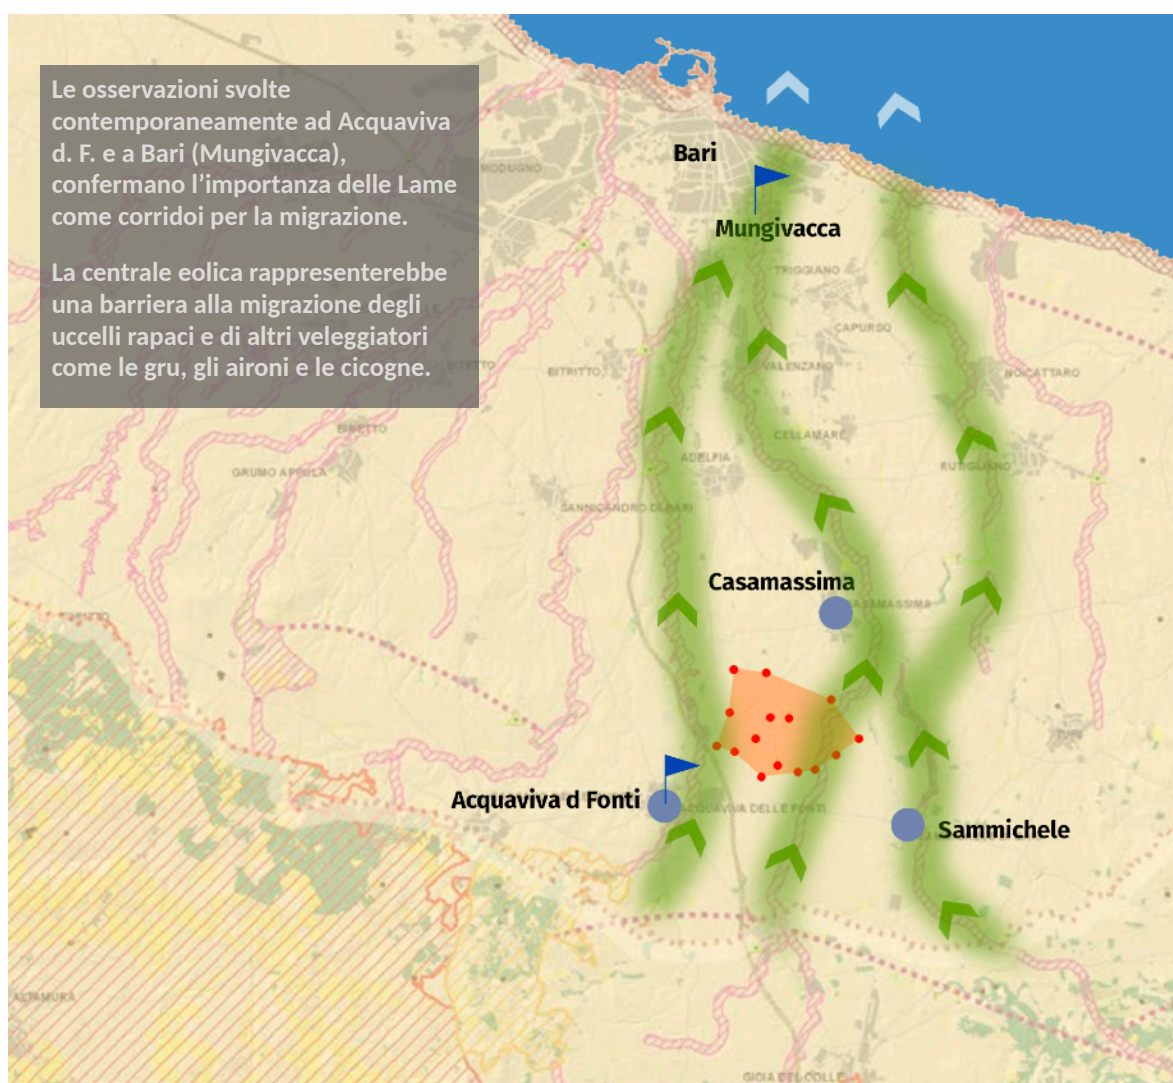 Le osservazioni svolte
contemporaneamente ad Acquaviva
d. F. e a Bari (Mungivacca),
confermano l'importanza delle Lame
come corridoi per la migrazione.
La centrale eolica rappresenterebbe
una barriera alla migrazione degli
uccelli rapaci e di altri veleggiatori
come le gru, gli aironi e le cicogne.
Bari
MODUGNO
Mungivacca
TRIGGIANO
CAPURSO
BITETTO
BITRITTO
VALENZANO
NOICATTARO
BINETTO
CELLAMARE
GRUMO APPULA
ADELFIA
RUTIGLIANO
SANNICANDRO DI BARI
Casamassima
CASAMASSIMA
TURI
Acquaviva d Fonti
ACQUAVIVA DELLE FONTI
Sammichele
ALTAMURA
GIOIA DEL COLLE